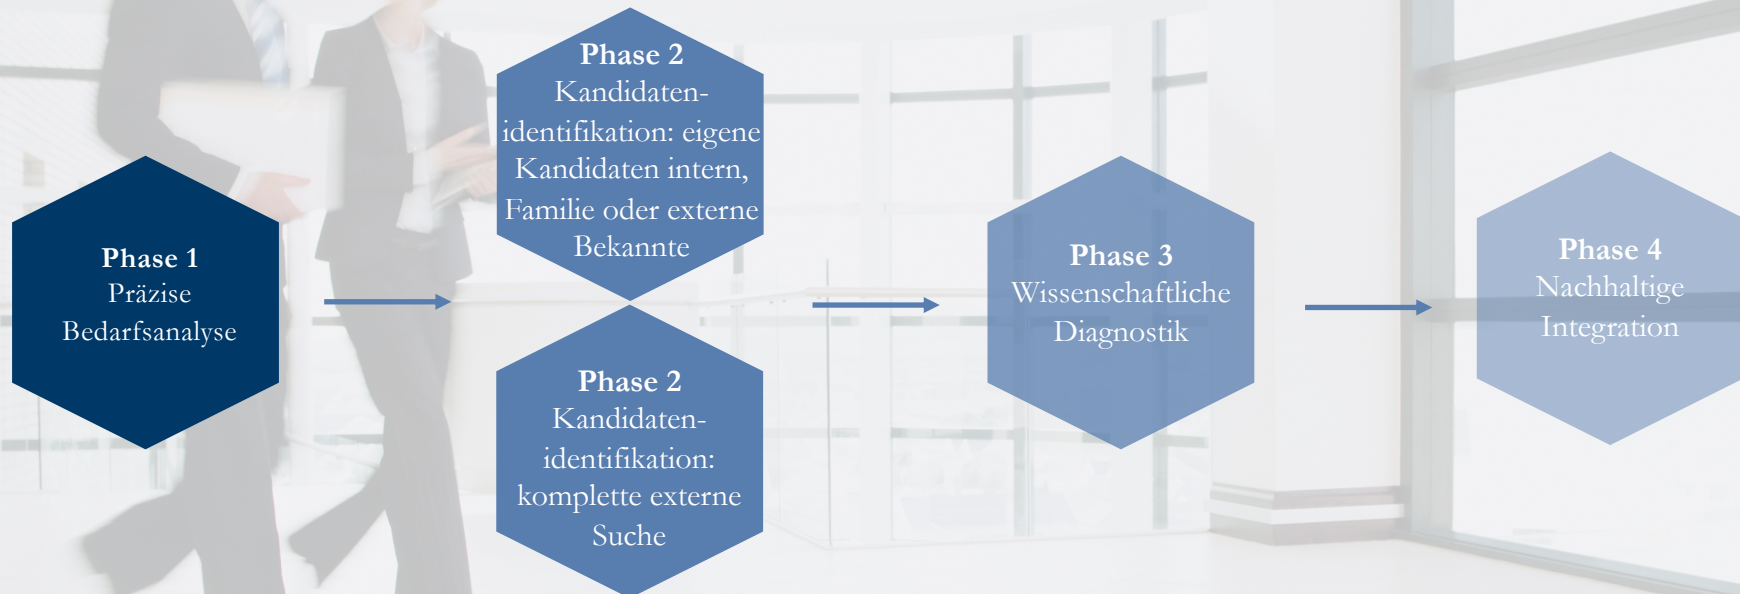 Phase 1
Präzise
Bedarfsanalyse
Phase 2
Kandidaten-
identifikation: eigene
Kandidaten intern,
Familie oder externe
Bekannte
Phase 2
Kandidaten-
identifikation:
komplette externe
Suche
Phase 3
Wissenschaftliche
Diagnostik
Phase 4
Nachhaltige
Integration